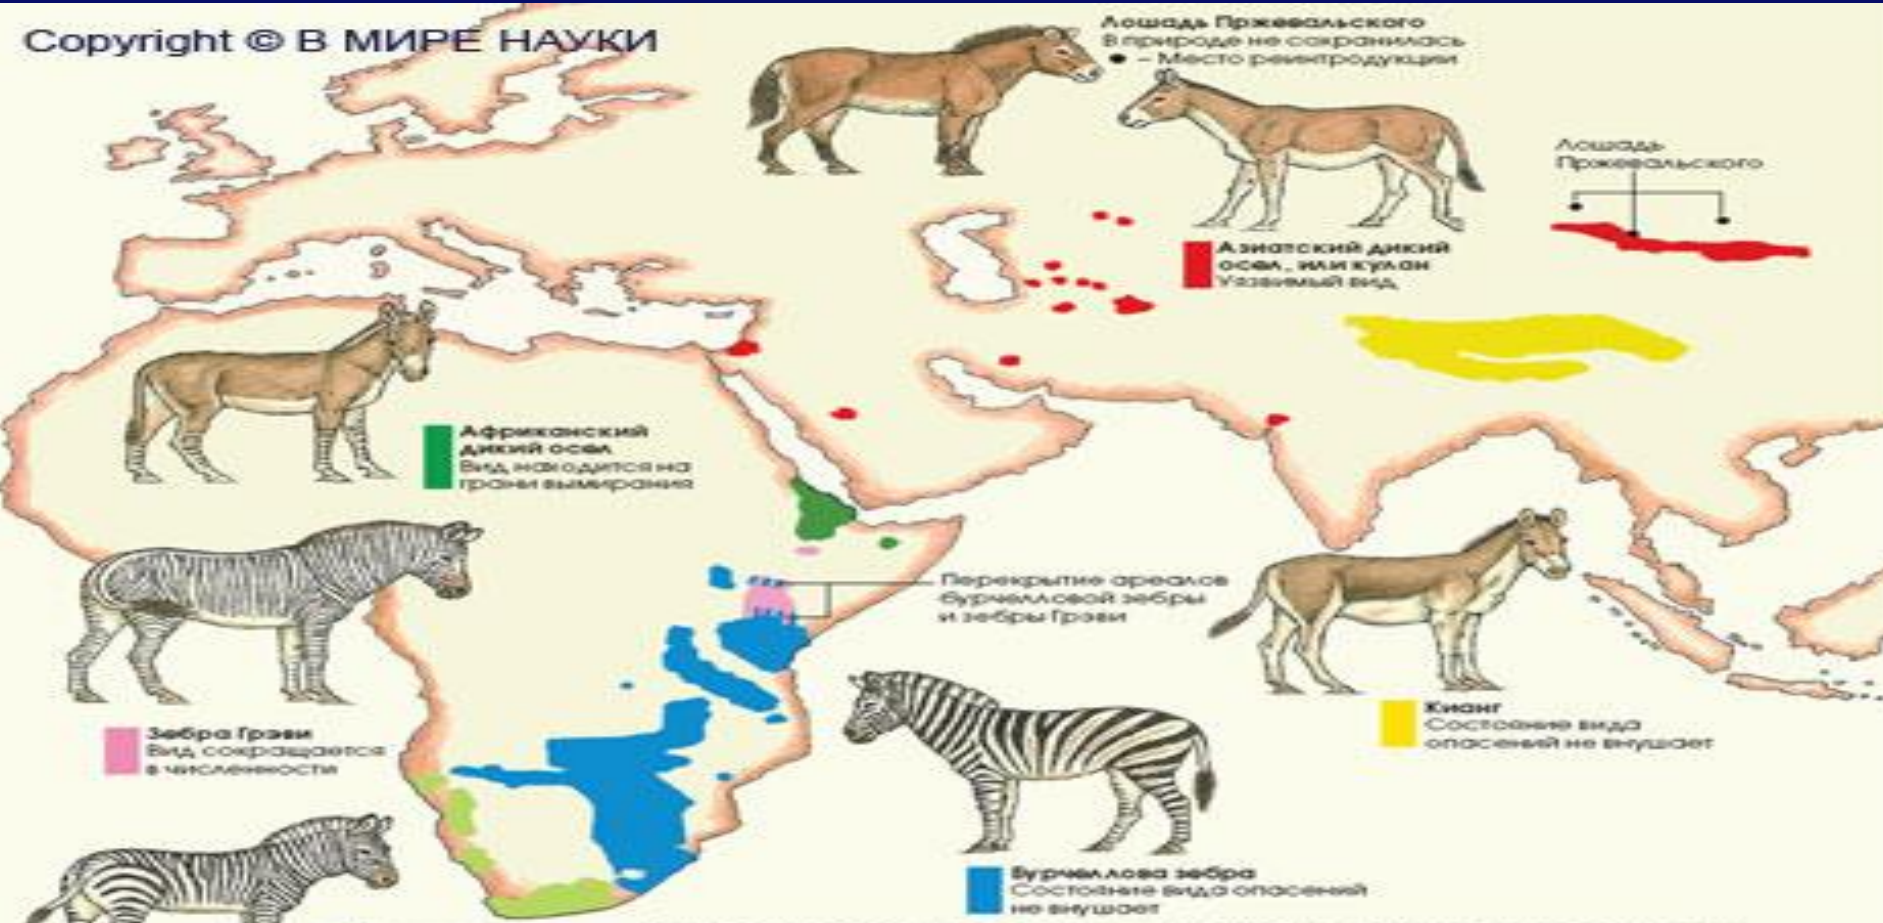 Copyright © В МИРЕ НАУКИ
Лошадь Пржевальского
В природе не сохранилась
● – Место реинтродукции
Лошадь
Пржевальского
Азиатский дикий
осел, или кулан
Уязвимый вид
Африканский
дикий осел
Вид находится на
грани вымирания
Перекрытие ареалов
бурчелловой зебры
и зебры Грэви
Зебра Грэви
Вид сокращается
в численности
Кианг
Состояние вида
опасений не внушает
Бурчеллова зебра
Состояние вида опасений
не внушает